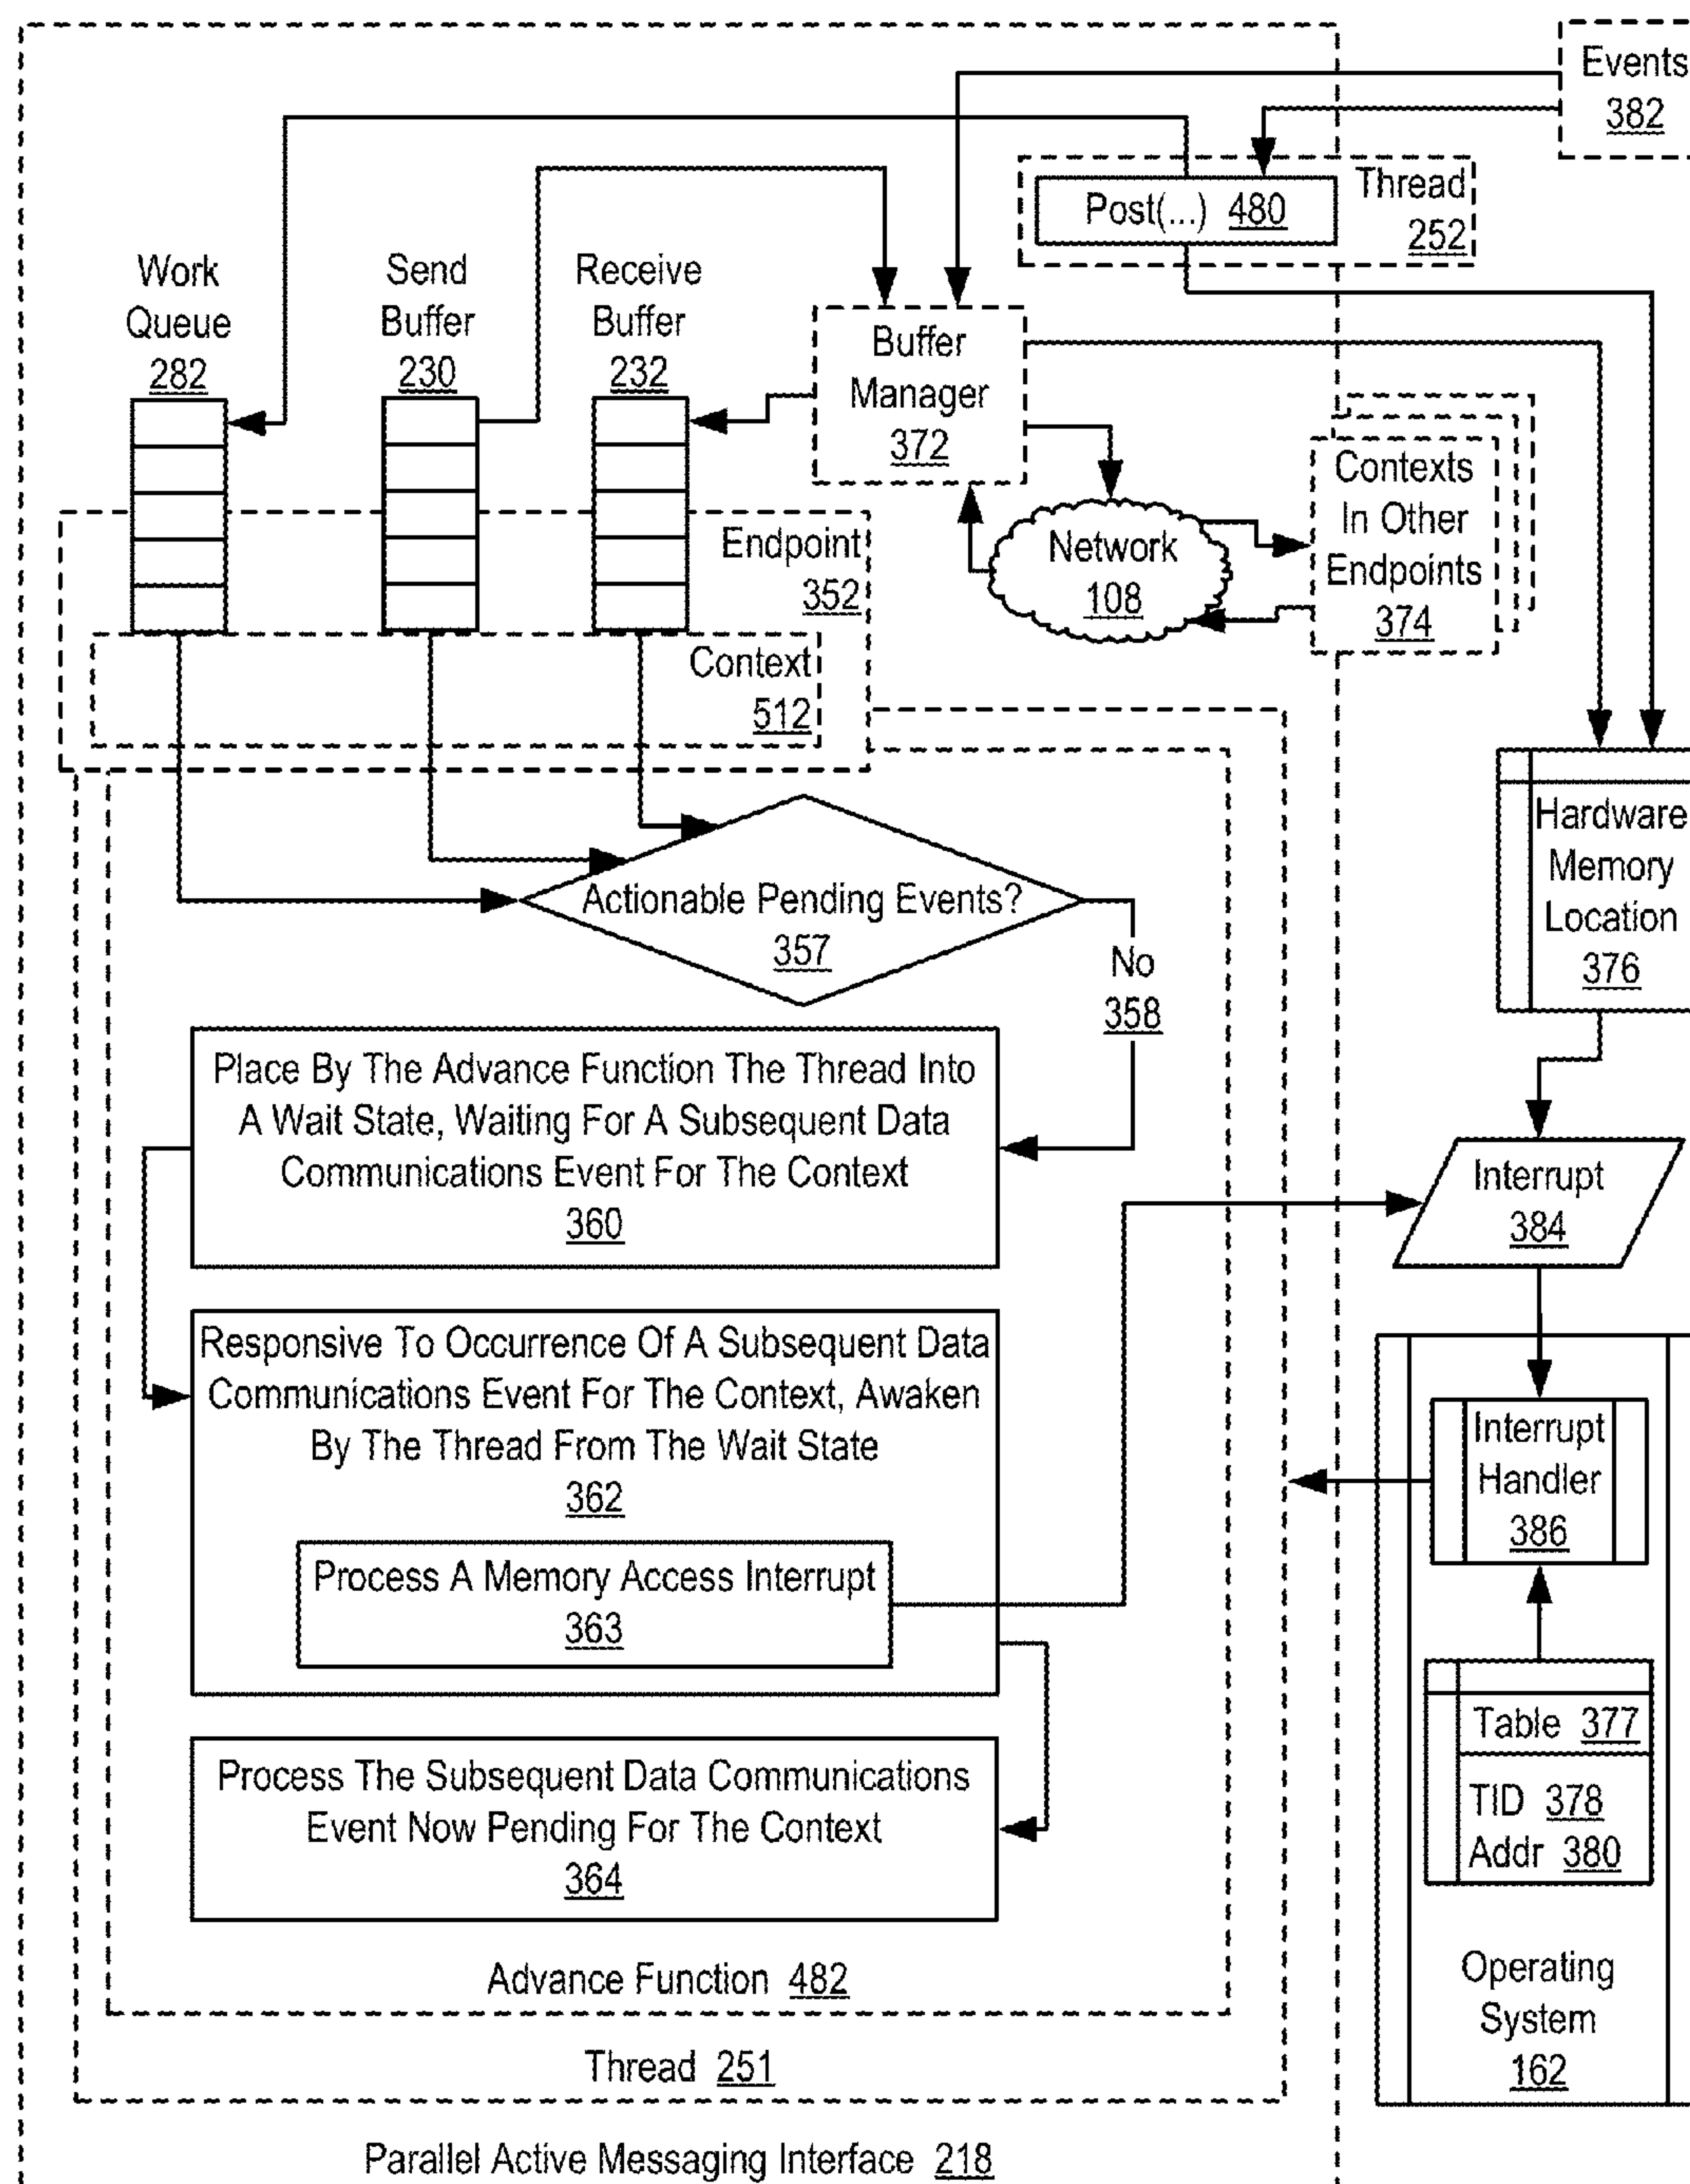 Events
382
Thread
252
Post(...) 480
Work
Queue
282
Send
Buffer
230
Receive
Buffer
232
Buffer
Manager
372
Network
108
Contexts
In Other
Endpoints
374
Endpoint
352
Context
512
Hardware
Memory
Location
376
Actionable Pending Events?
357
No
358
Place By The Advance Function The Thread Into
A Wait State, Waiting For A Subsequent Data
Communications Event For The Context
360
Interrupt
384
Responsive To Occurrence Of A Subsequent Data
Communications Event For The Context, Awaken
By The Thread From The Wait State
362
Process A Memory Access Interrupt
363
Interrupt
Handler
386
Table 377
TID 378
Addr 380
Process The Subsequent Data Communications
Event Now Pending For The Context
364
Operating
System
162
Advance Function 482
Thread 251
Parallel Active Messaging Interface 218